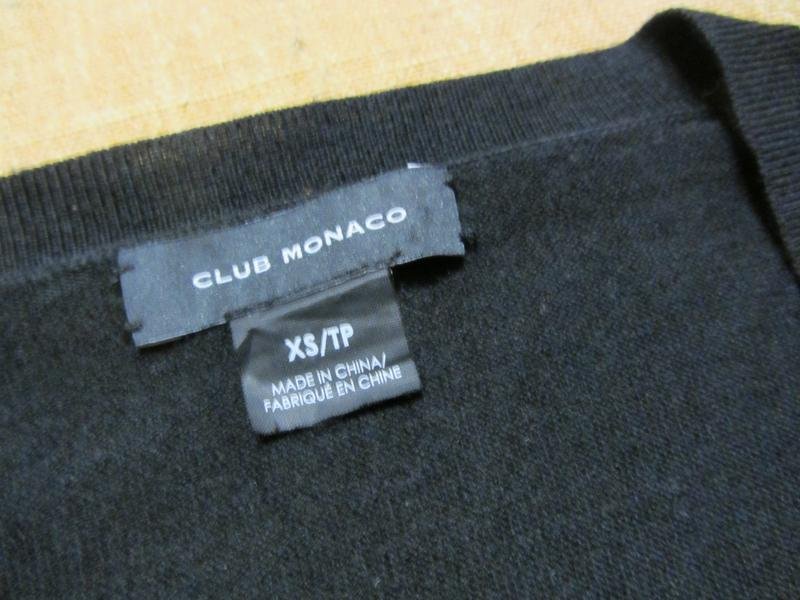 CLUB MONACO
XS/TP
MADE IN CHINA/
FABRIQUÉ EN CHINE